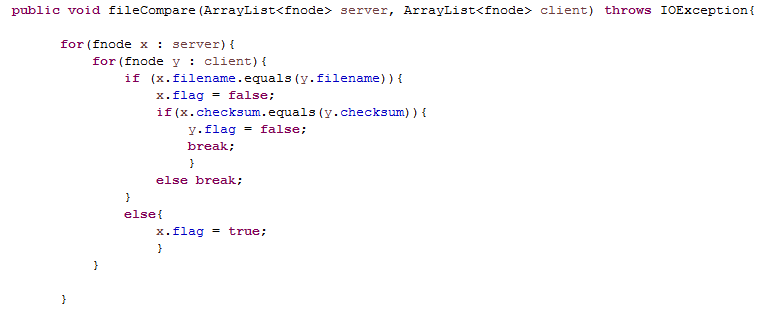 public void fileCompare(ArrayList<fnode> server, ArrayList<fnode> client) throws IOException{
for(fnode x : server){
for(fnode y : client){
if (x.filename.equals(y.filename)){
x.flag = false;
if(x.checksum.equals(y.checksum)){
y.flag = false;
break;
}
else break;
}
else{
x.flag = true;
}
}
}